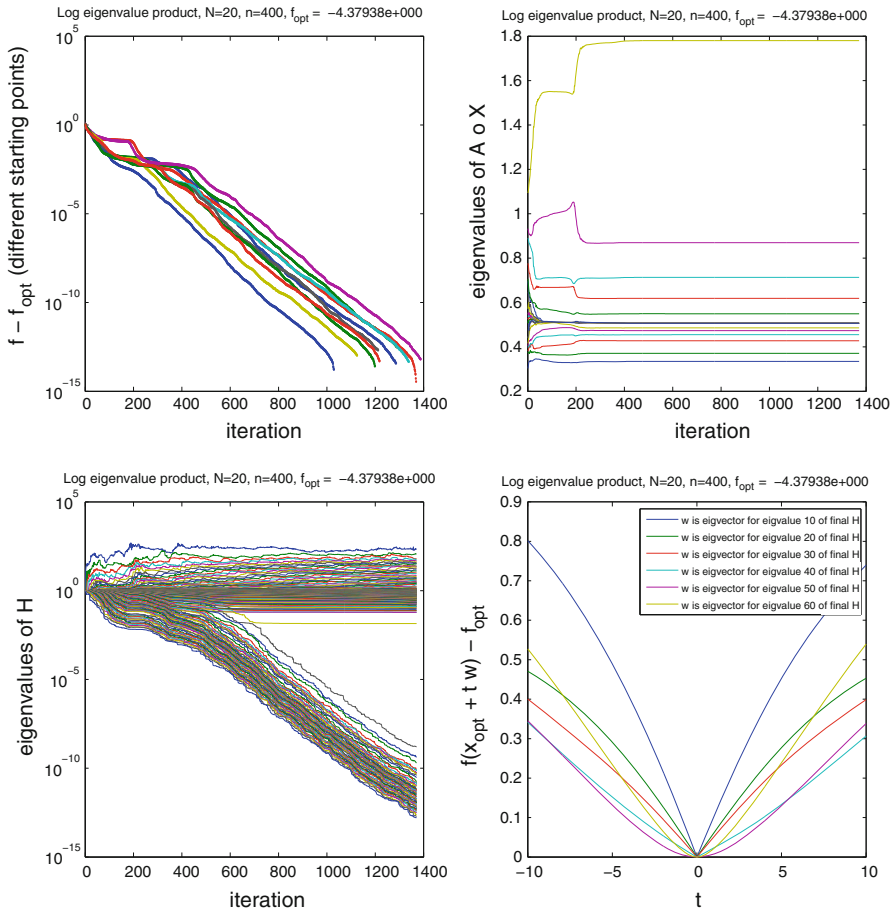 Log eigenvalue product, N=20, n=400, f_opt = −4.37938e+000
10^5
10^0
10^−5
10^−10
10^−15
f − f_opt (different starting points)
0 200 400 600 800 1000 1200 1400
iteration
Log eigenvalue product, N=20, n=400, f_opt = −4.37938e+000
1.8
1.6
1.4
1.2
1
0.8
0.6
0.4
0.2
eigenvalues of A o X
0 200 400 600 800 1000 1200 1400
iteration
Log eigenvalue product, N=20, n=400, f_opt = −4.37938e+000
10^5
10^0
10^−5
10^−10
10^−15
eigenvalues of H
0 200 400 600 800 1000 1200 1400
iteration
Log eigenvalue product, N=20, n=400, f_opt = −4.37938e+000
0.9
0.8
0.7
0.6
0.5
0.4
0.3
0.2
0.1
0
f(x_opt + t w) − f_opt
w is eigvector for eigvalue 10 of final H
w is eigvector for eigvalue 20 of final H
w is eigvector for eigvalue 30 of final H
w is eigvector for eigvalue 40 of final H
w is eigvector for eigvalue 50 of final H
w is eigvector for eigvalue 60 of final H
−10 −5 0 5 10
t